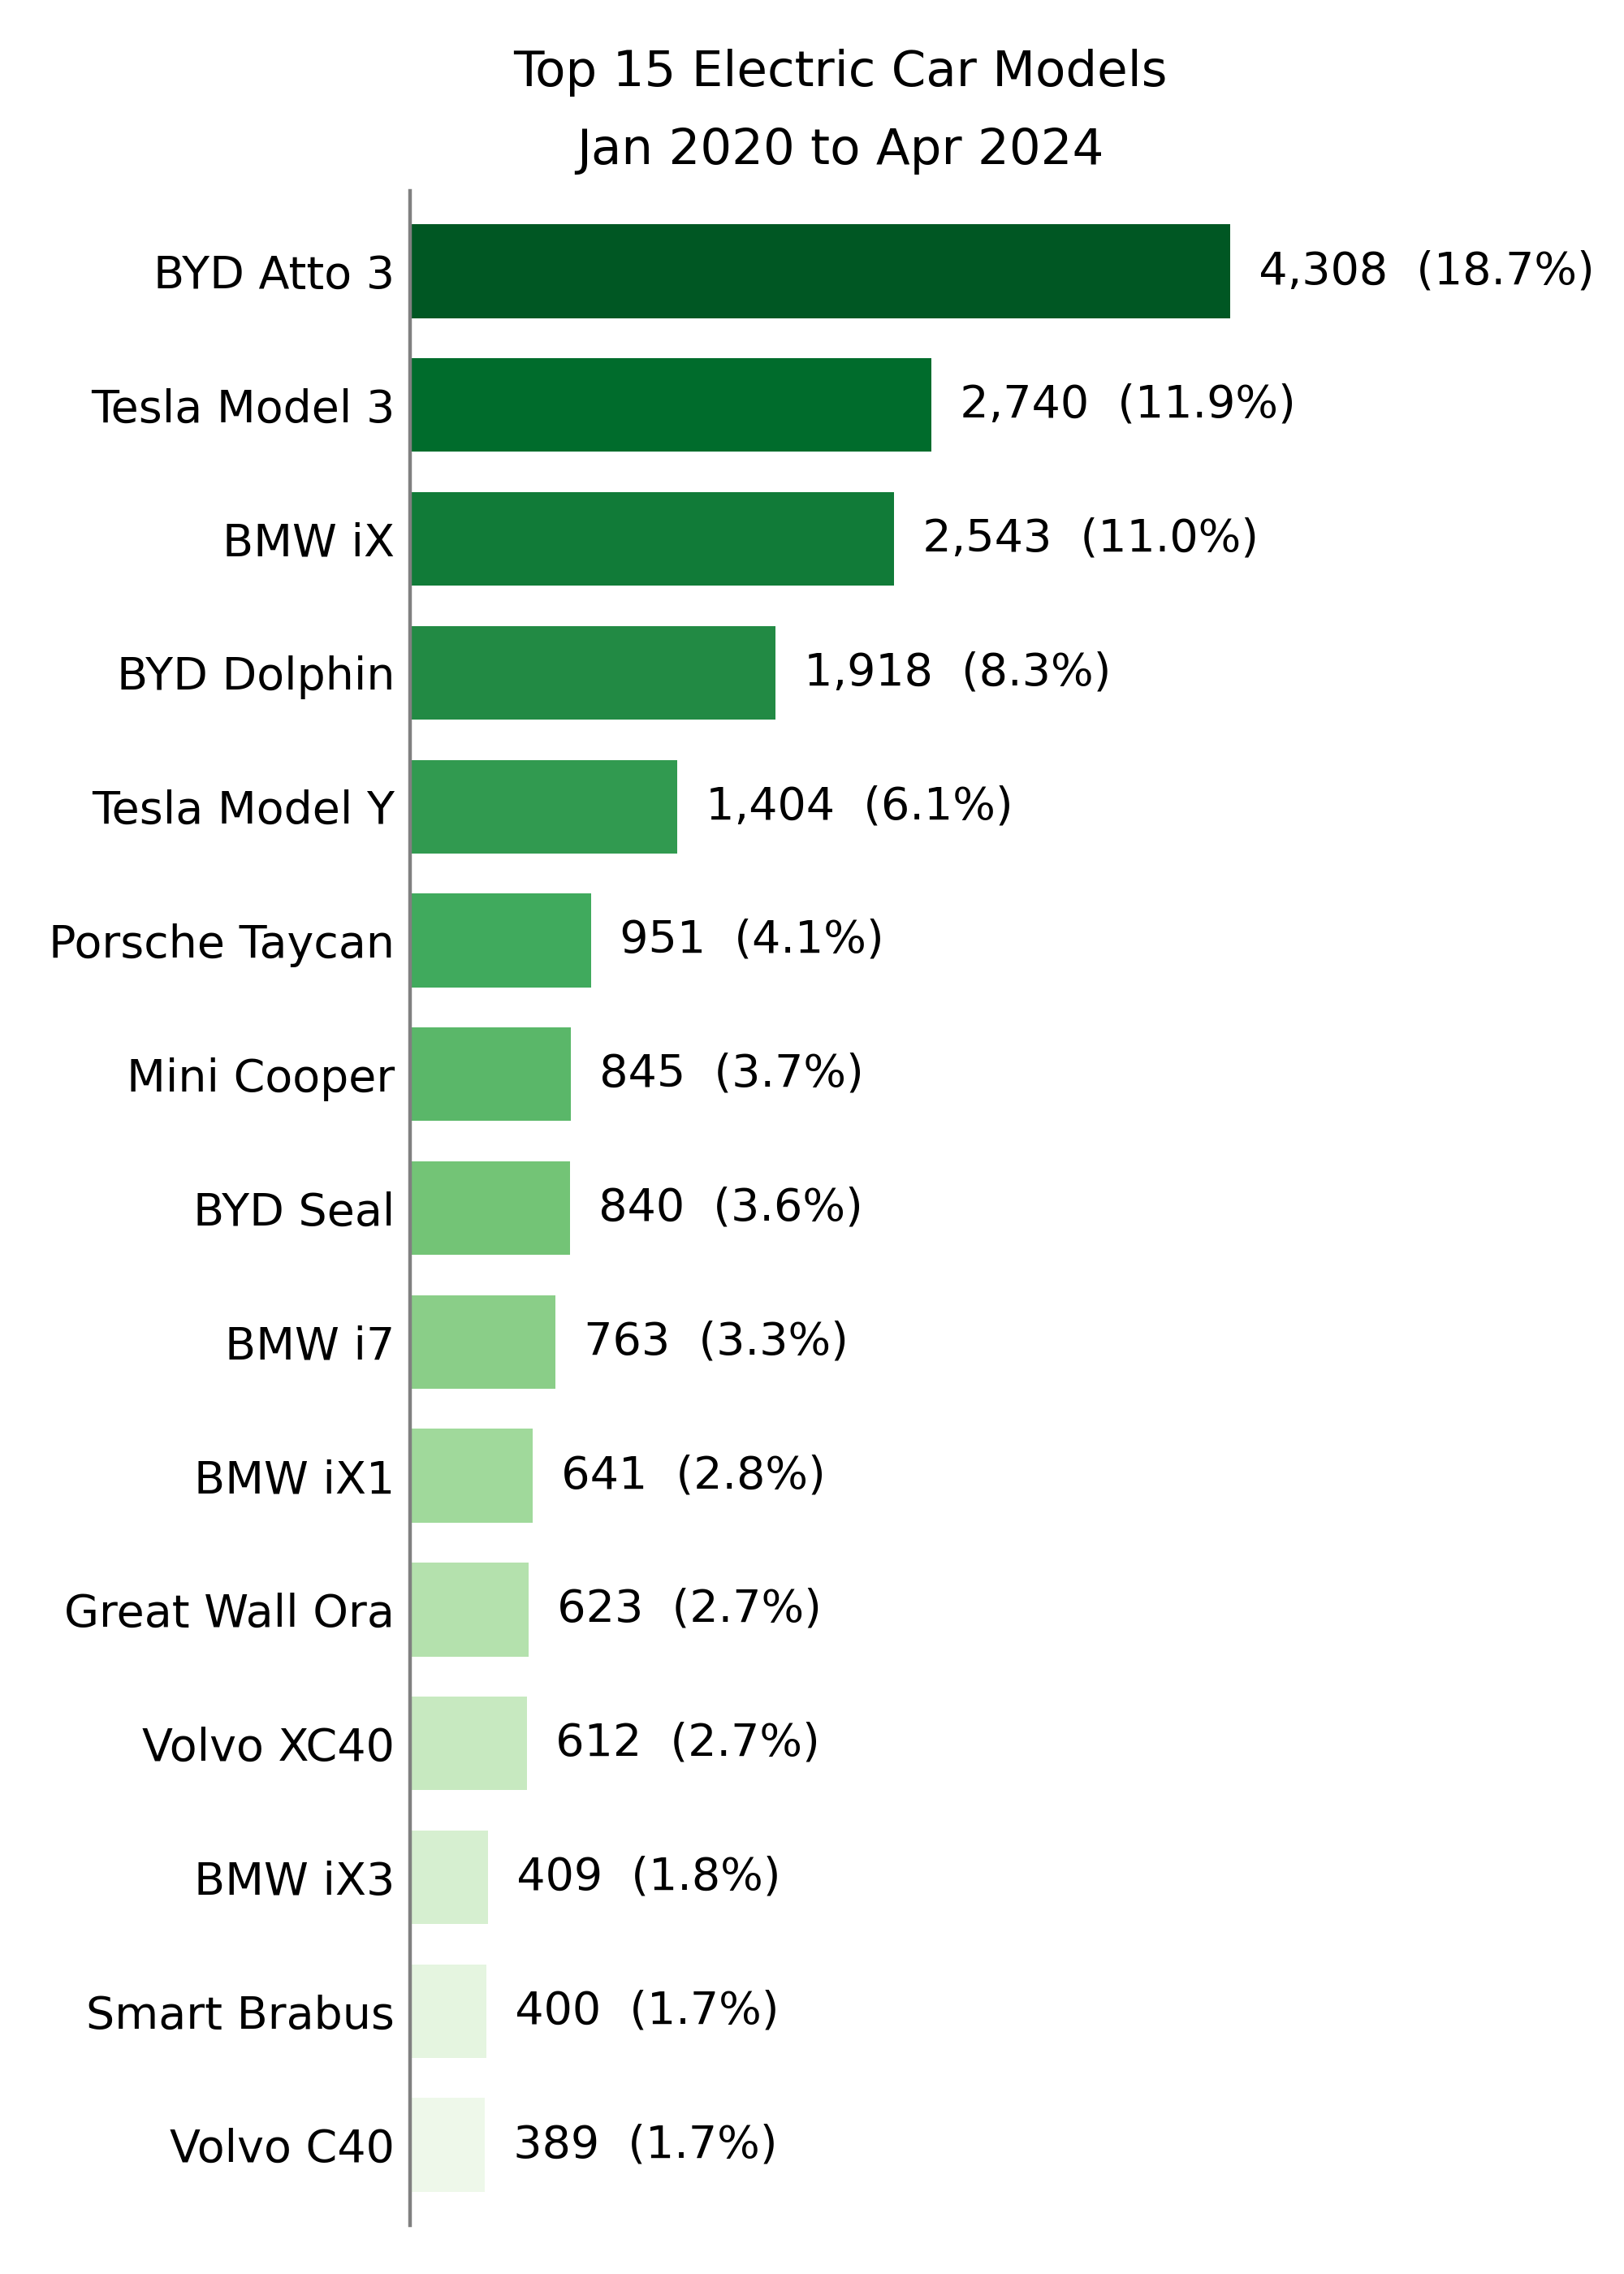 Top 15 Electric Car Models
Jan 2020 to Apr 2024
BYD Atto 3 4,308 (18.7%)
Tesla Model 3 2,740 (11.9%)
BMW iX 2,543 (11.0%)
BYD Dolphin 1,918 (8.3%)
Tesla Model Y 1,404 (6.1%)
Porsche Taycan 951 (4.1%)
Mini Cooper 845 (3.7%)
BYD Seal 840 (3.6%)
BMW i7 763 (3.3%)
BMW iX1 641 (2.8%)
Great Wall Ora 623 (2.7%)
Volvo XC40 612 (2.7%)
BMW iX3 409 (1.8%)
Smart Brabus 400 (1.7%)
Volvo C40 389 (1.7%)